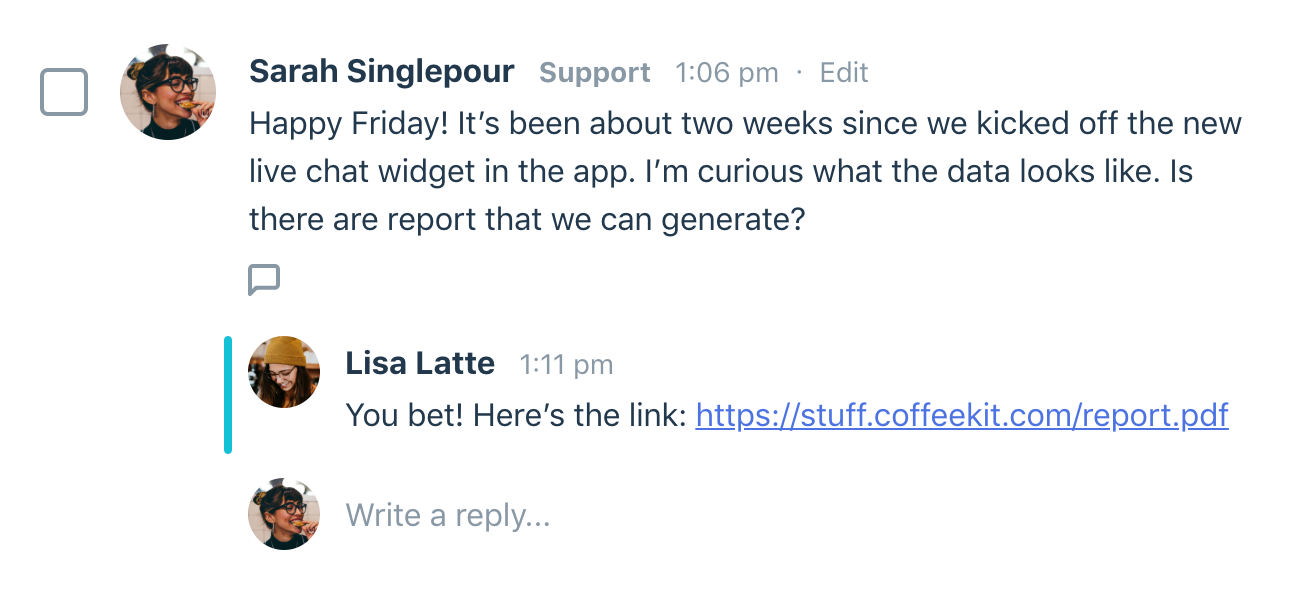 Sarah Singlepour Support 1:06 pm · Edit
Happy Friday! It’s been about two weeks since we kicked off the new
live chat widget in the app. I’m curious what the data looks like. Is
there are report that we can generate?
Lisa Latte 1:11 pm
You bet! Here’s the link: https://stuff.coffeekit.com/report.pdf
Write a reply...